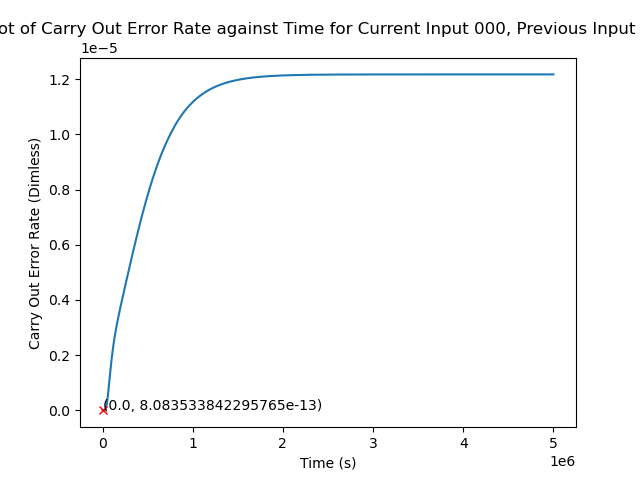 ot of Carry Out Error Rate against Time for Current Input 000, Previous Input
1e−5
1.2
1.0
0.8
0.6
0.4
0.2
0.0
Carry Out Error Rate (Dimless)
(0.0, 8.083533842295765e-13)
0 1 2 3 4 5
1e6
Time (s)